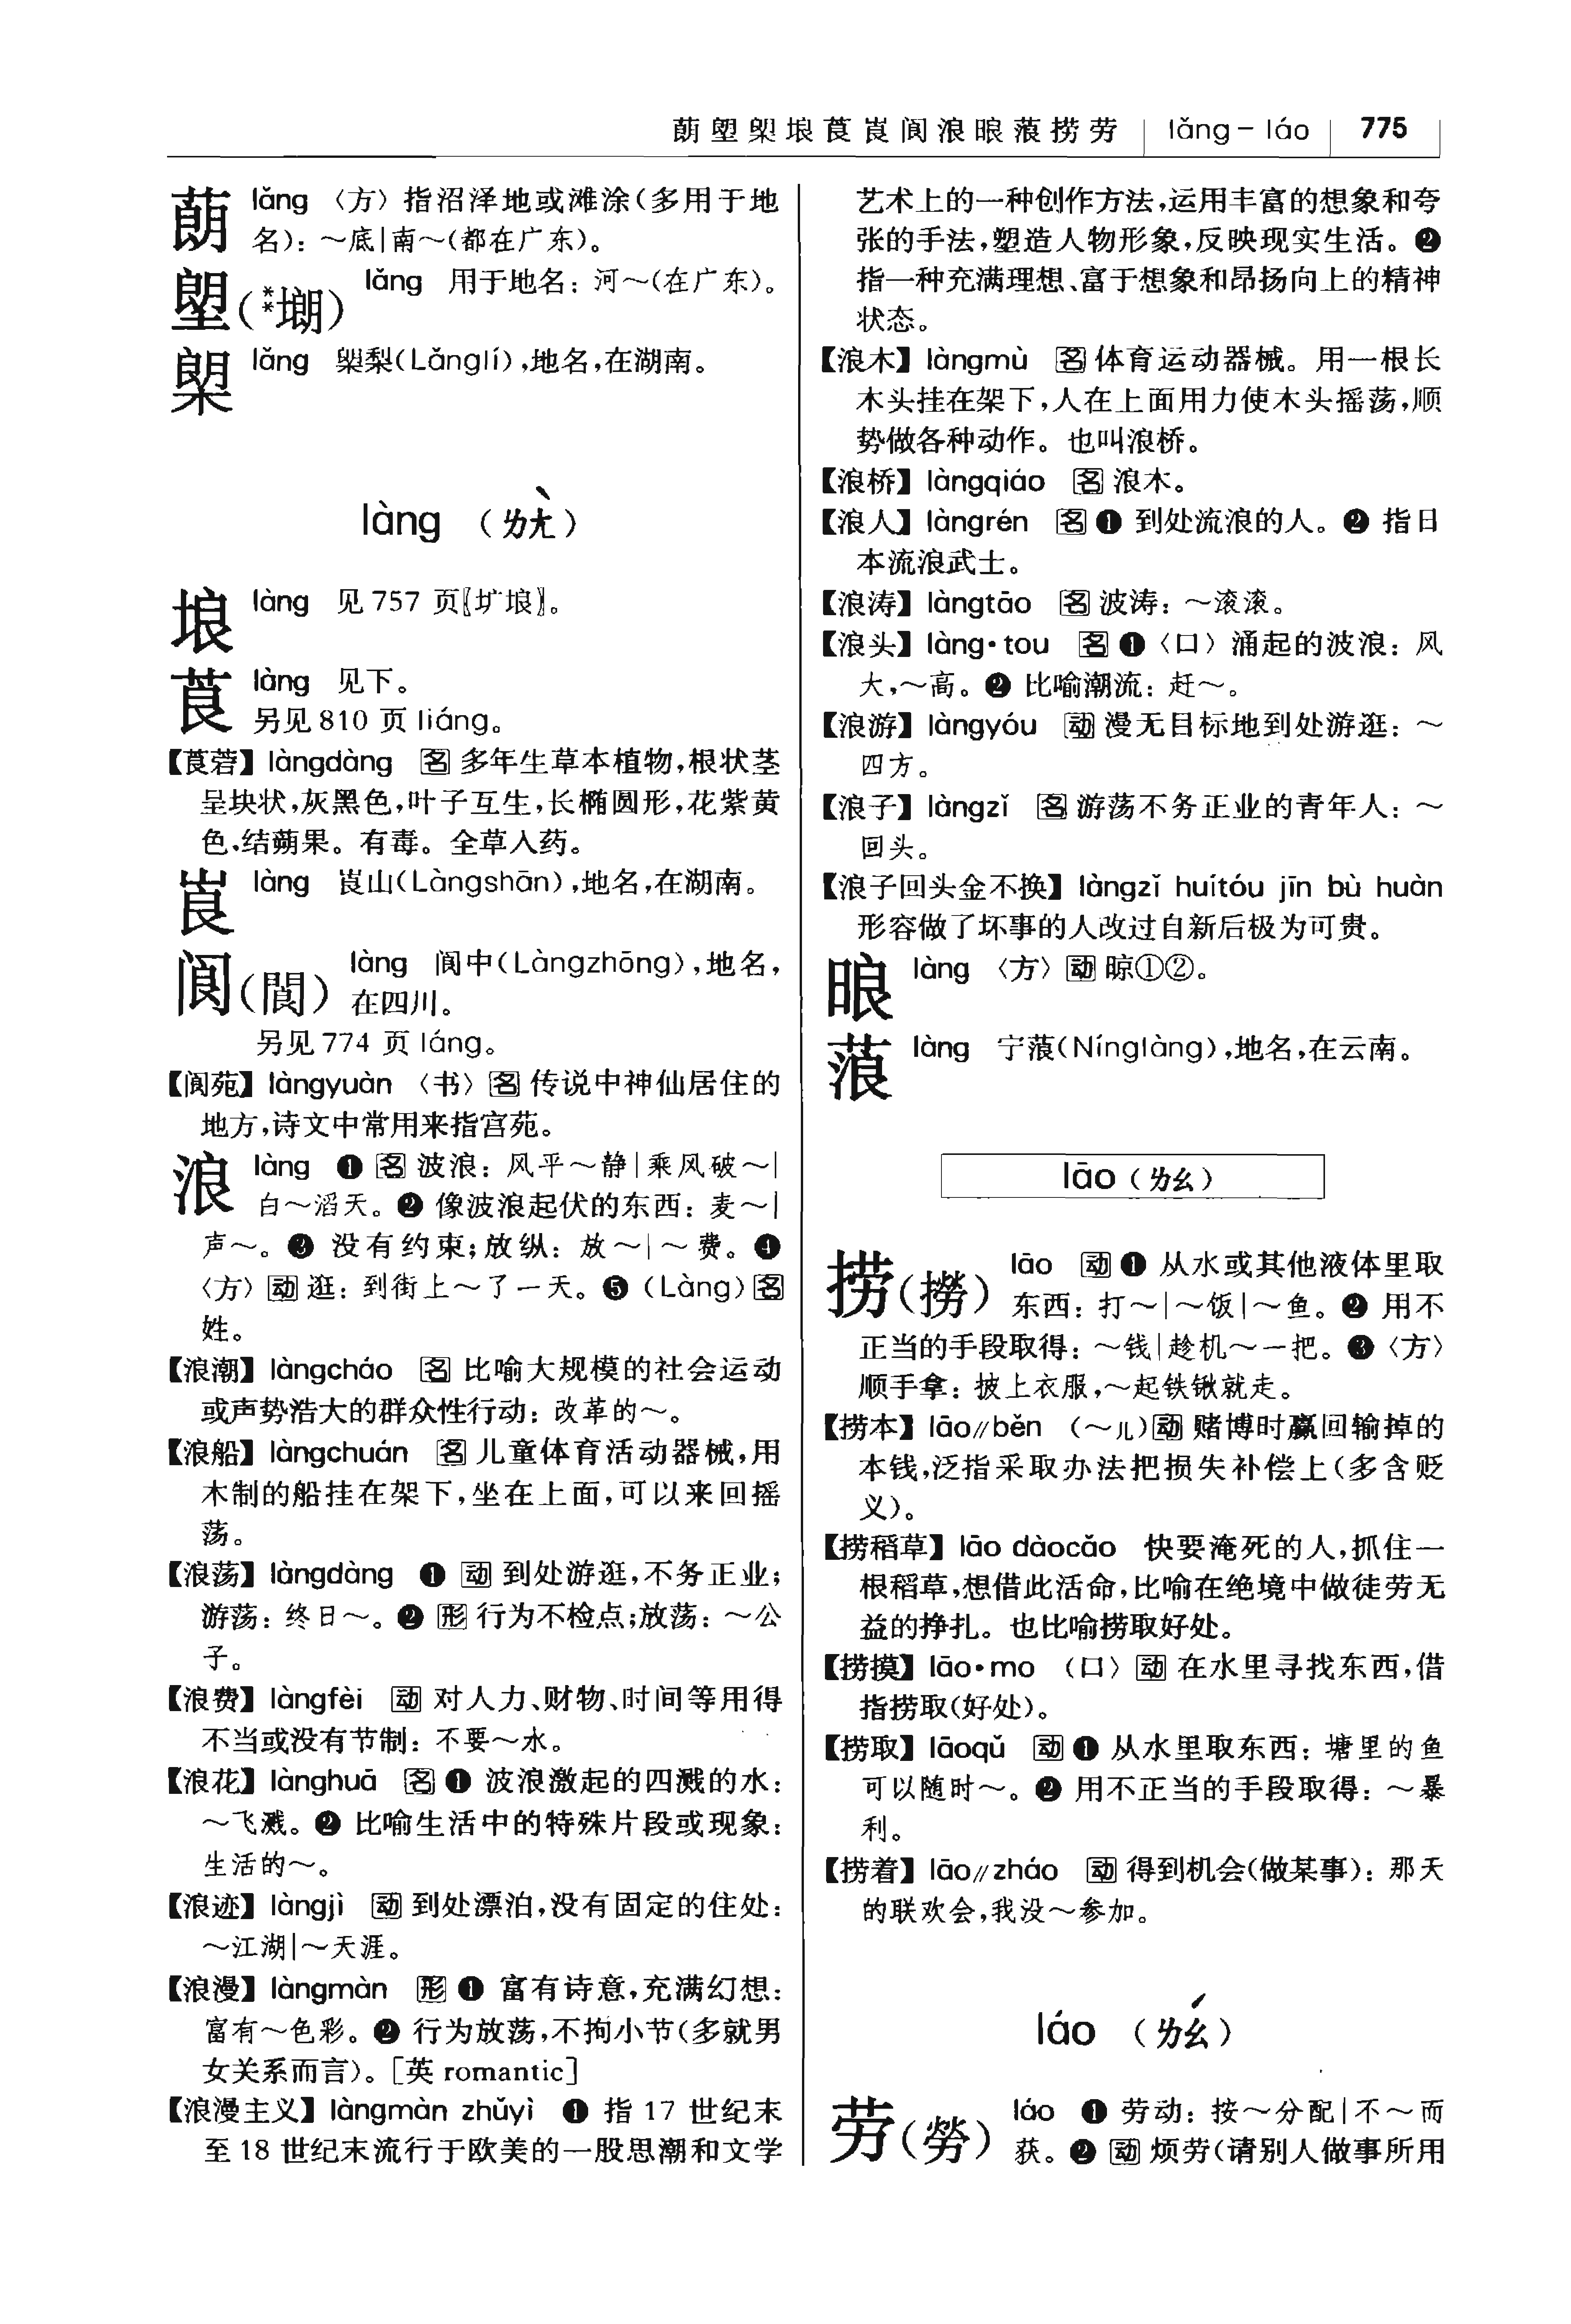 蓢塱㮾埌莨崀阆浪㫰蒗捞劳 lǎng – láo 775
蓢 lǎng 〈方〉指沼泽地或滩涂(多用于地
名)：～底|南～(都在广东)。
塱(**塱) lǎng 用于地名：河～(在广东)。
㮾 lǎng 㮾梨(Lǎnglí),地名,在湖南。
làng （ㄌㄤˋ）
埌 làng 见 757 页〖圹埌〗。
莨 làng 见下。
另见 810 页 liáng。
【莨菪】làngdàng 名 多年生草本植物,根状茎
呈块状,灰黑色,叶子互生,长椭圆形,花紫黄
色,结蒴果。有毒。全草入药。
崀 làng 崀山(Làngshān),地名,在湖南。
阆(閬) làng 阆中(Làngzhōng),地名,
在四川。
另见 774 页 láng。
【阆苑】làngyuàn 〈书〉名 传说中神仙居住的
地方,诗文中常用来指宫苑。
浪 làng ❶ 名 波浪：风平～静|乘风破～|
白～滔天。❷ 像波浪起伏的东西：麦～|
声～。❸ 没有约束;放纵：放～|～费。❹
〈方〉动 逛：到街上～了一天。❺ (Làng)名
姓。
【浪潮】làngcháo 名 比喻大规模的社会运动
或声势浩大的群众性行动：改革的～。
【浪船】làngchuán 名 儿童体育活动器械,用
木制的船挂在架下,坐在上面,可以来回摇
荡。
【浪荡】làngdàng ❶ 动 到处游逛,不务正业;
游荡：终日～。❷ 形 行为不检点;放荡：～公
子。
【浪费】làngfèi 动 对人力、财物、时间等用得
不当或没有节制：不要～水。
【浪花】lànghuā 名 ❶ 波浪激起的四溅的水：
～飞溅。❷ 比喻生活中的特殊片段或现象：
生活的～。
【浪迹】làngjì 动 到处漂泊,没有固定的住处：
～江湖|～天涯。
【浪漫】làngmàn 形 ❶ 富有诗意,充满幻想：
富有～色彩。❷ 行为放荡,不拘小节(多就男
女关系而言)。[英 romantic]
【浪漫主义】làngmàn zhǔyì ❶ 指 17 世纪末
至 18 世纪末流行于欧美的一股思潮和文学
艺术上的一种创作方法,运用丰富的想象和夸
张的手法,塑造人物形象,反映现实生活。❷
指一种充满理想、富于想象和昂扬向上的精神
状态。
【浪木】làngmù 名 体育运动器械。用一根长
木头挂在架下,人在上面用力使木头摇荡,顺
势做各种动作。也叫浪桥。
【浪桥】làngqiáo 名 浪木。
【浪人】làngrén 名 ❶ 到处流浪的人。❷ 指日
本流浪武士。
【浪涛】làngtāo 名 波涛：～滚滚。
【浪头】làng•tou 名 ❶〈口〉涌起的波浪：风
大,～高。❷ 比喻潮流：赶～。
【浪游】làngyóu 动 漫无目标地到处游逛：～
四方。
【浪子】làngzǐ 名 游荡不务正业的青年人：～
回头。
【浪子回头金不换】làngzǐ huítóu jīn bù huàn
形容做了坏事的人改过自新后极为可贵。
㫰 làng 〈方〉动 晾①②。
蒗 làng 宁蒗(Nínglàng),地名,在云南。
lāo（ㄌㄠ）
捞(撈) lāo 动 ❶ 从水或其他液体里取
东西：打～|～饭|～鱼。❷ 用不
正当的手段取得：～钱|趁机～一把。❸〈方〉
顺手拿：披上衣服,～起铁锹就走。
【捞本】lāo∥běn (～儿)动 赌博时赢回输掉的
本钱,泛指采取办法把损失补偿上(多含贬
义)。
【捞稻草】lāo dàocǎo 快要淹死的人,抓住一
根稻草,想借此活命,比喻在绝境中做徒劳无
益的挣扎。也比喻捞取好处。
【捞摸】lāo•mo 〈口〉动 在水里寻找东西,借
指捞取(好处)。
【捞取】lāoqǔ 动 ❶ 从水里取东西：塘里的鱼
可以随时～。❷ 用不正当的手段取得：～暴
利。
【捞着】lāo∥zháo 动 得到机会(做某事)：那天
的联欢会,我没～参加。
láo （ㄌㄠˊ）
劳(勞) láo ❶ 劳动：按～分配|不～而
获。❷ 动 烦劳(请别人做事所用